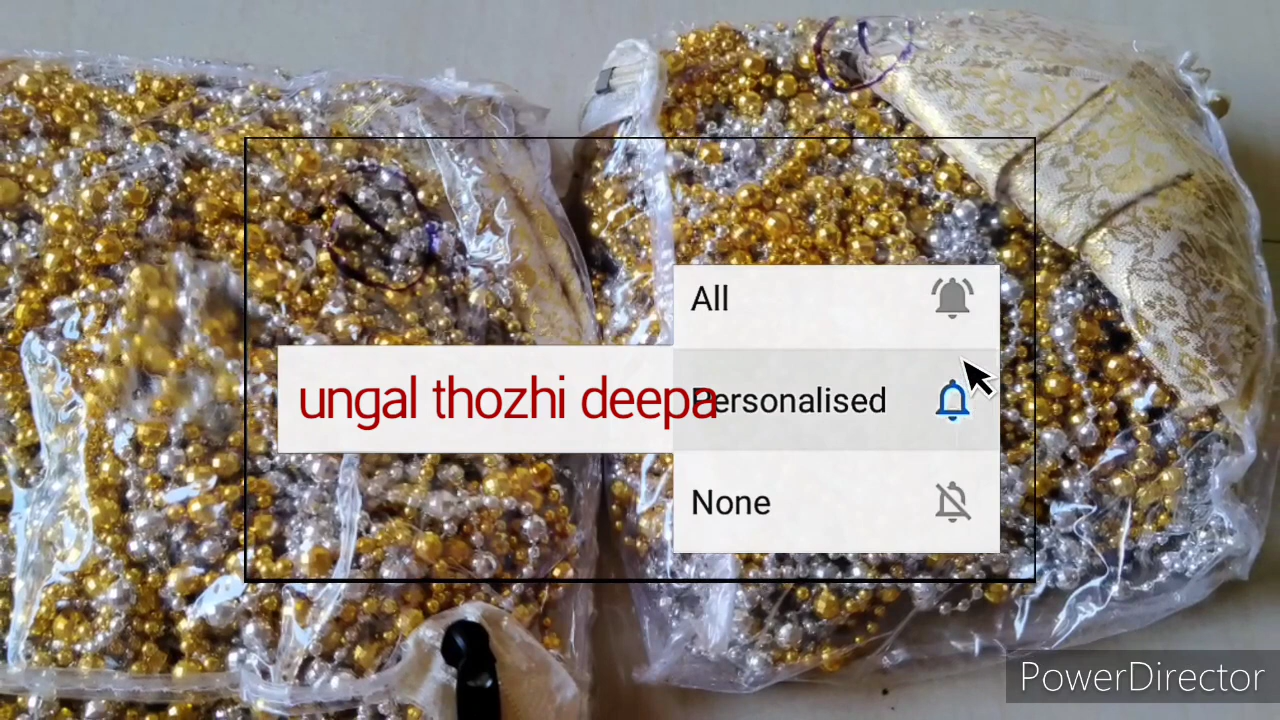 All
ungal thozhi deepa
Personalised
None
PowerDirector